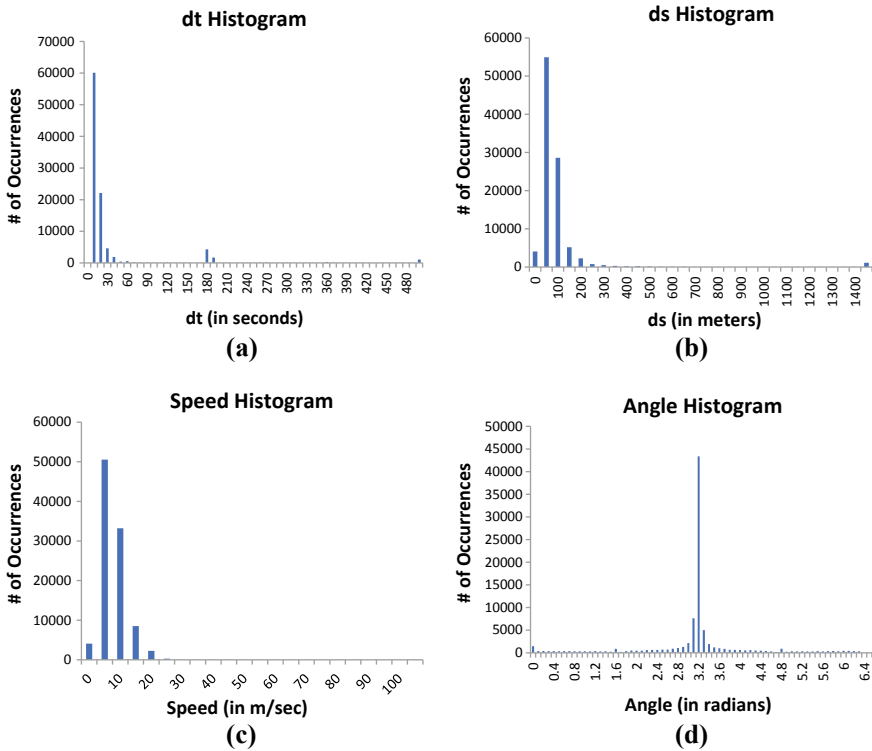 dt Histogram
# of Occurrences
70000
60000
50000
40000
30000
20000
10000
0
0 30 60 90 120 150 180 210 240 270 300 330 360 390 420 450 480
dt (in seconds)
(a)
ds Histogram
# of Occurrences
60000
50000
40000
30000
20000
10000
0
0 100 200 300 400 500 600 700 800 900 1000 1100 1200 1300 1400
ds (in meters)
(b)
Speed Histogram
# of Occurrences
60000
50000
40000
30000
20000
10000
0
0 10 20 30 40 50 60 70 80 90 100
Speed (in m/sec)
(c)
Angle Histogram
# of Occurrences
50000
45000
40000
35000
30000
25000
20000
15000
10000
5000
0
0 0.4 0.8 1.2 1.6 2 2.4 2.8 3.2 3.6 4 4.4 4.8 5.2 5.6 6 6.4
Angle (in radians)
(d)